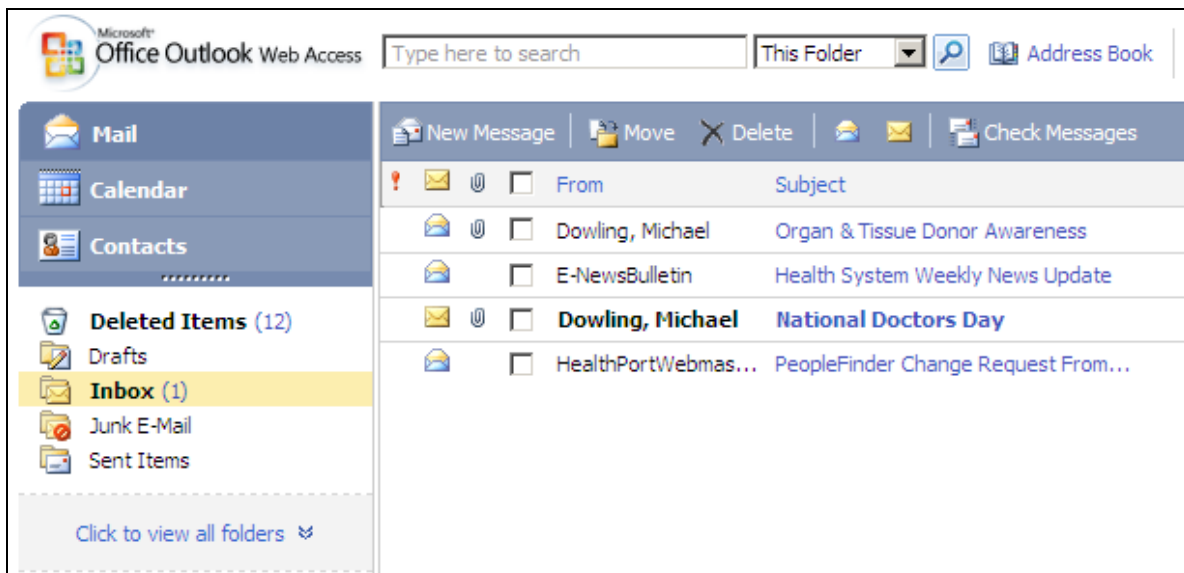 Microsoft®
Office Outlook Web Access
Type here to search
This Folder
Address Book
Mail
Calendar
Contacts
Deleted Items (12)
Drafts
Inbox (1)
Junk E-Mail
Sent Items
Click to view all folders
New Message Move Delete Check Messages
From Subject
Dowling, Michael Organ & Tissue Donor Awareness
E-NewsBulletin Health System Weekly News Update
Dowling, Michael National Doctors Day
HealthPortWebmas... PeopleFinder Change Request From...